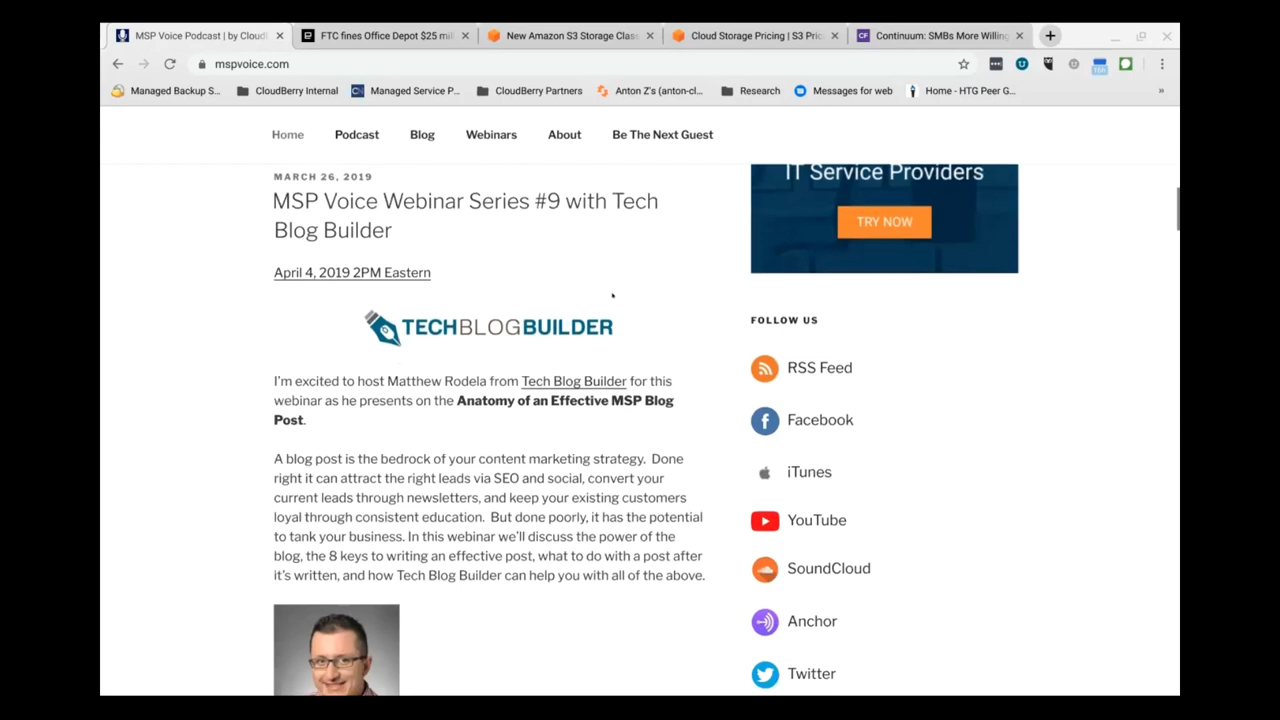 MSP Voice Podcast | by Cloud
FTC fines Office Depot $25 mil
New Amazon S3 Storage Class
Cloud Storage Pricing | S3 Pric
Continuum: SMBs More Willing
mspvoice.com
Managed Backup S...
CloudBerry Internal
Managed Service P...
CloudBerry Partners
Anton Z's (anton-cl...
Research
Messages for web
Home - HTG Peer G...
Home
Podcast
Blog
Webinars
About
Be The Next Guest
MARCH 26, 2019
MSP Voice Webinar Series #9 with Tech
Blog Builder
April 4, 2019 2PM Eastern
TECHBLOGBUILDER
I'm excited to host Matthew Rodela from Tech Blog Builder for this
webinar as he presents on the Anatomy of an Effective MSP Blog
Post.
A blog post is the bedrock of your content marketing strategy. Done
right it can attract the right leads via SEO and social, convert your
current leads through newsletters, and keep your existing customers
loyal through consistent education. But done poorly, it has the potential
to tank your business. In this webinar we'll discuss the power of the
blog, the 8 keys to writing an effective post, what to do with a post after
it's written, and how Tech Blog Builder can help you with all of the above.
IT Service Providers
TRY NOW
FOLLOW US
RSS Feed
Facebook
iTunes
YouTube
SoundCloud
Anchor
Twitter